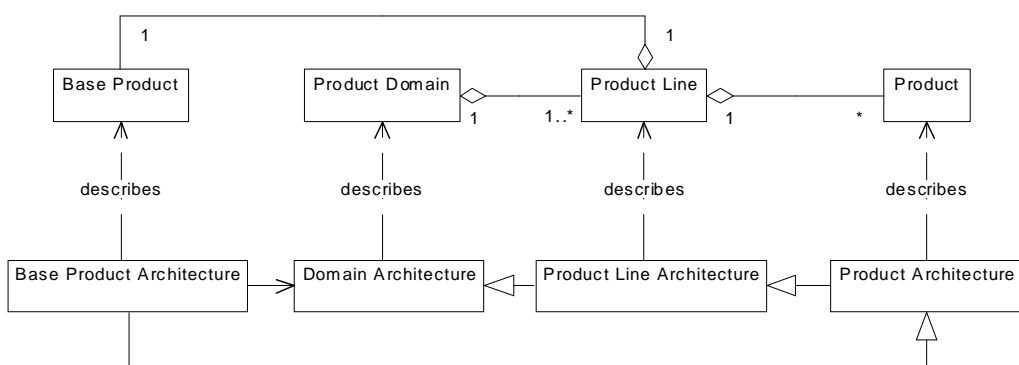 1
1
Base Product
Product Domain
Product Line
Product
1
1..*
1
*
describes
describes
describes
describes
Base Product Architecture
Domain Architecture
Product Line Architecture
Product Architecture